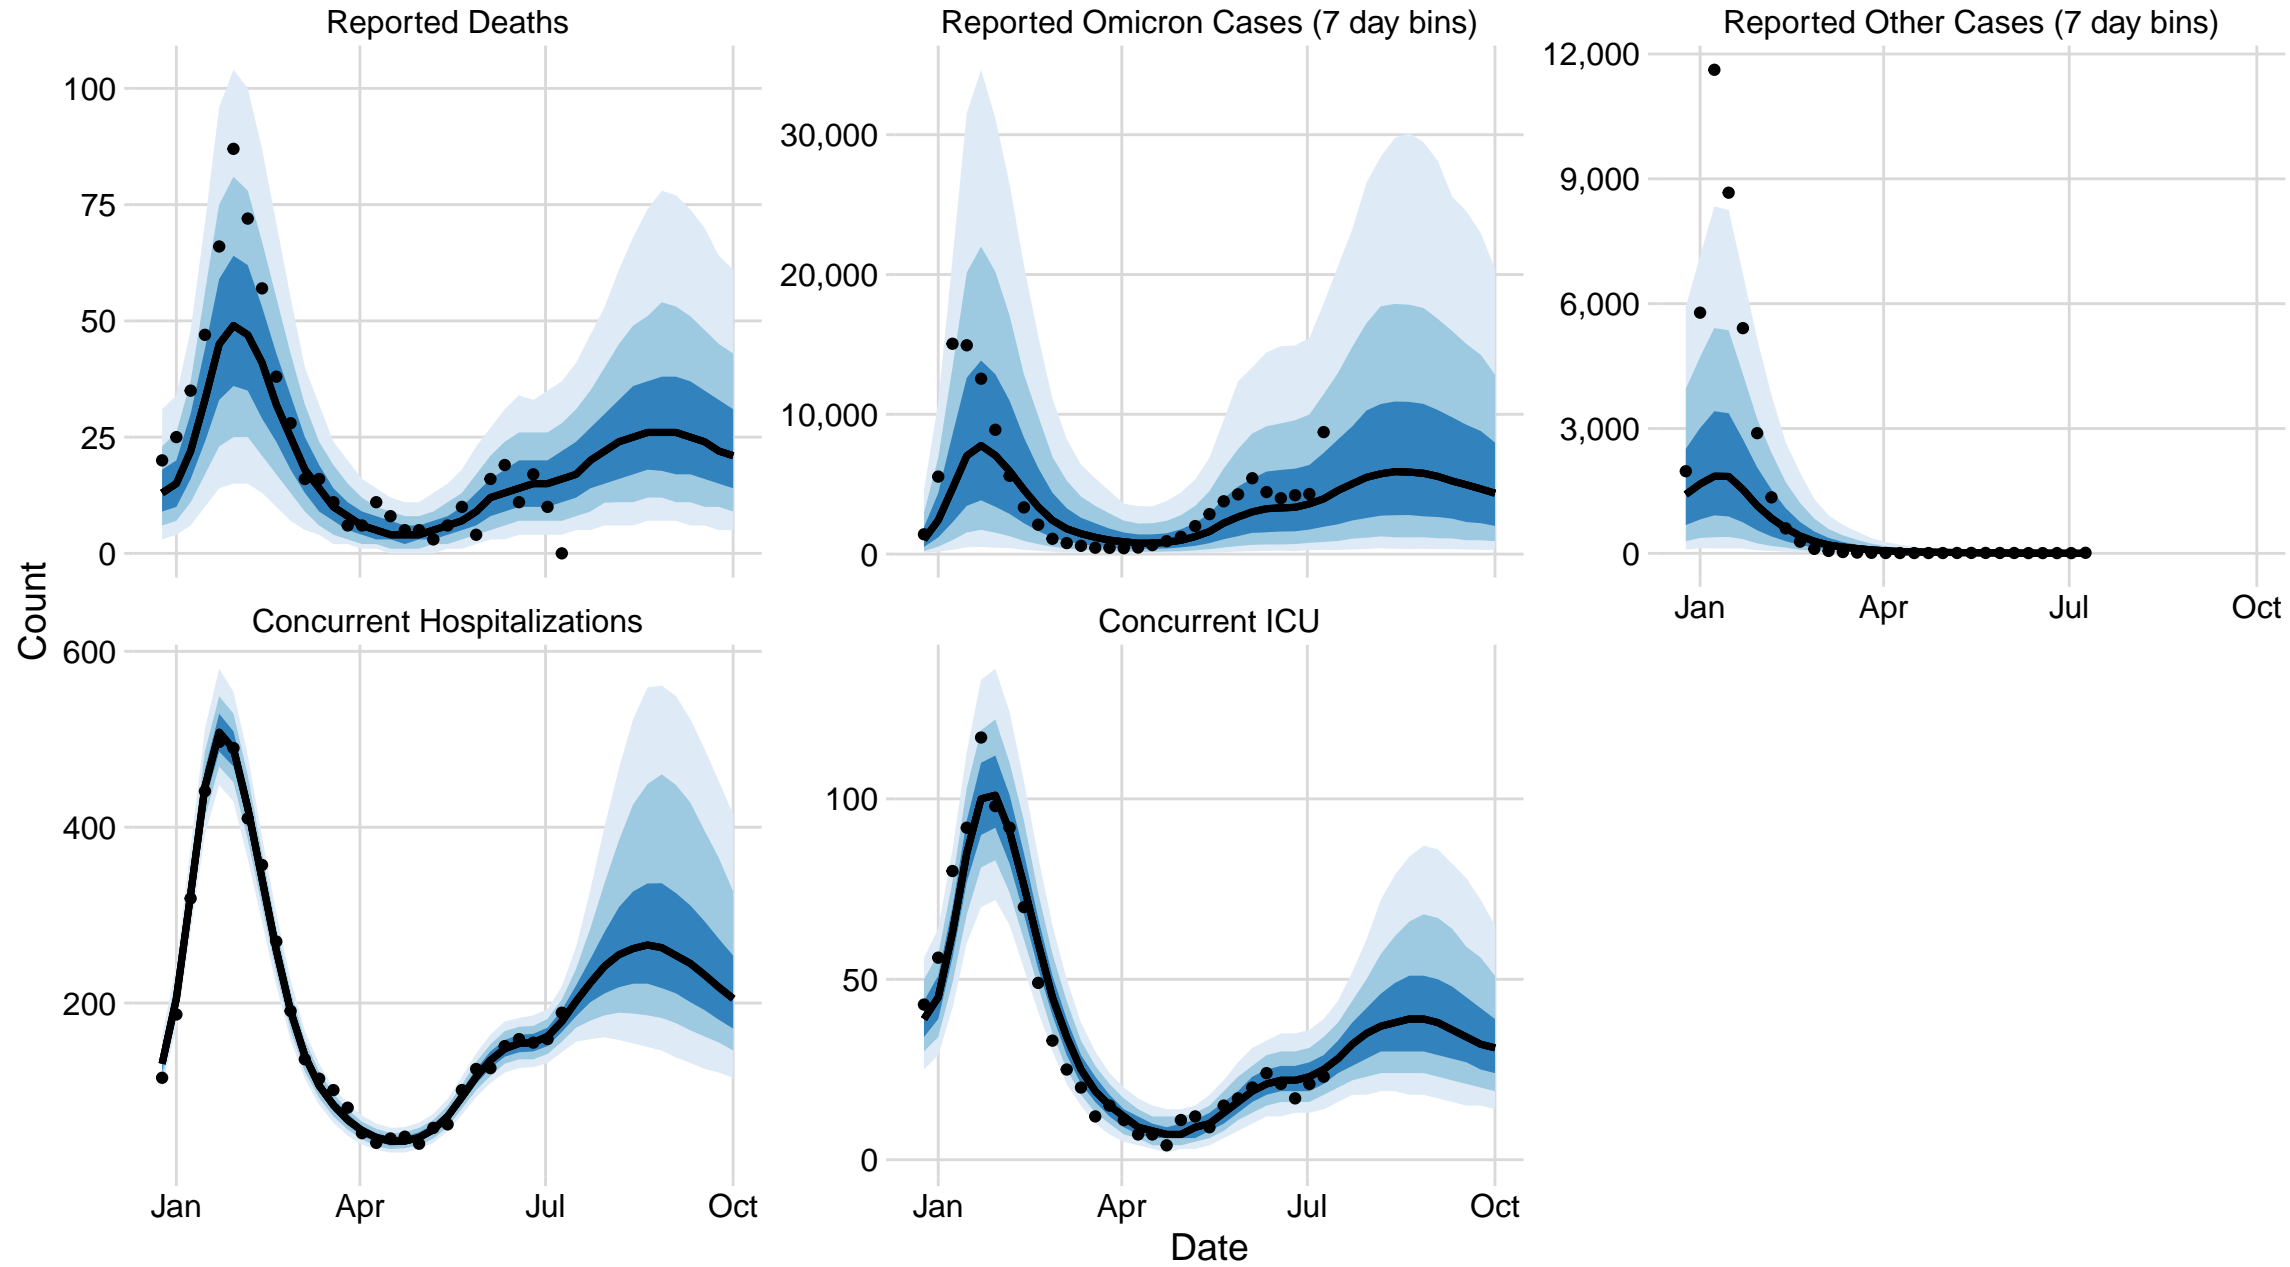 Reported Deaths
Reported Omicron Cases (7 day bins)
Reported Other Cases (7 day bins)
100
75
50
25
0
30,000
20,000
10,000
0
12,000
9,000
6,000
3,000
0
Jan Apr Jul Oct
Count
Concurrent Hospitalizations
Concurrent ICU
600
400
200
100
50
0
Jan Apr Jul Oct
Jan Apr Jul Oct
Date